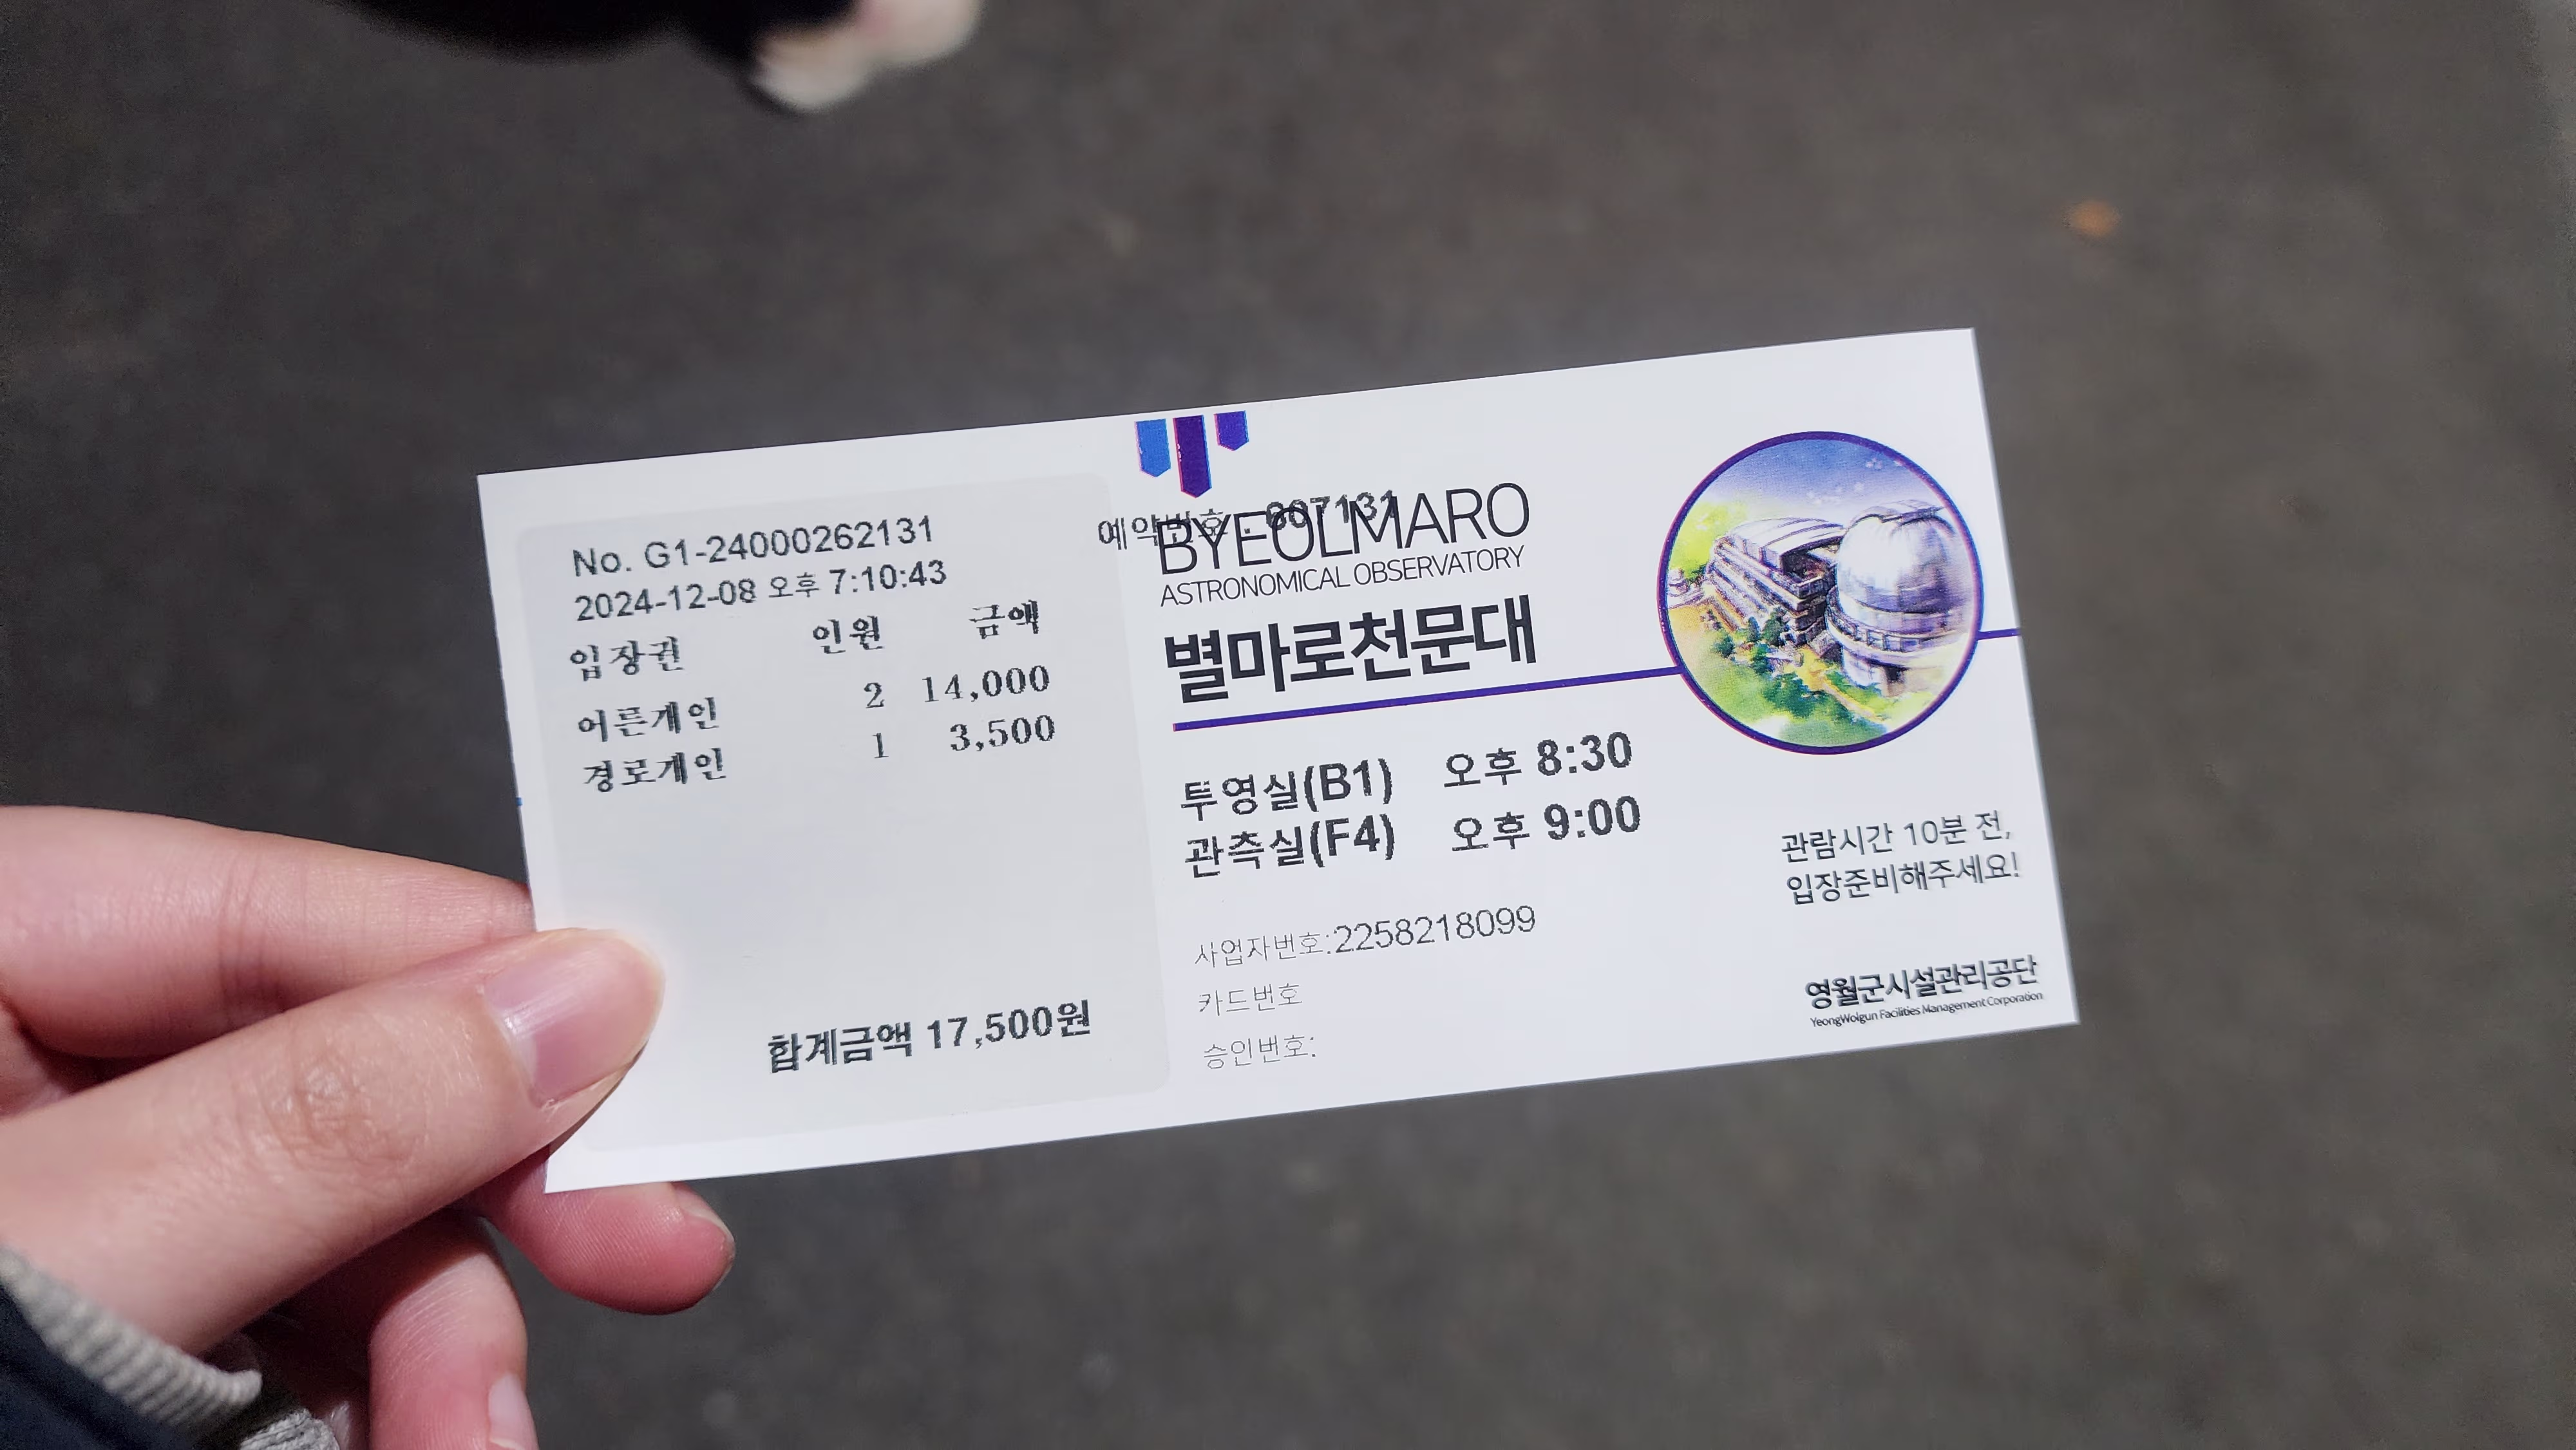 No. G1-24000262131
2024-12-08 오후 7:10:43
입장권 인원 금액
어른개인 2 14,000
경로개인 1 3,500
합계금액 17,500원
예약번호 : 807131
BYEOLMARO
ASTRONOMICAL OBSERVATORY
별마로천문대
투영실(B1) 오후 8:30
관측실(F4) 오후 9:00
사업자번호:2258218099
카드번호
승인번호:
관람시간 10분 전,
입장준비해주세요!
영월군시설관리공단
YeongWolgun Facilities Management Corporation